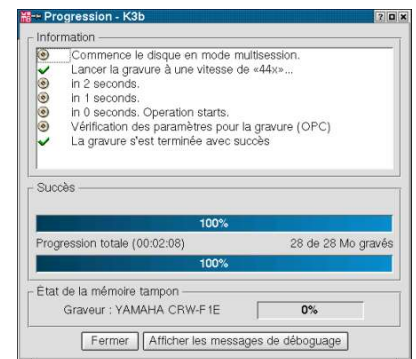 Progression - K3b
Information
Commence le disque en mode multisession.
Lancer la gravure à une vitesse de «44x»...
in 2 seconds.
in 1 seconds.
in 0 seconds. Operation starts.
Vérification des paramètres pour la gravure (OPC)
La gravure s'est terminée avec succès
Succès
100%
Progression totale (00:02:08) 28 de 28 Mo gravés
100%
État de la mémoire tampon
Graveur : YAMAHA CRW-F1E 0%
Fermer Afficher les messages de déboguage